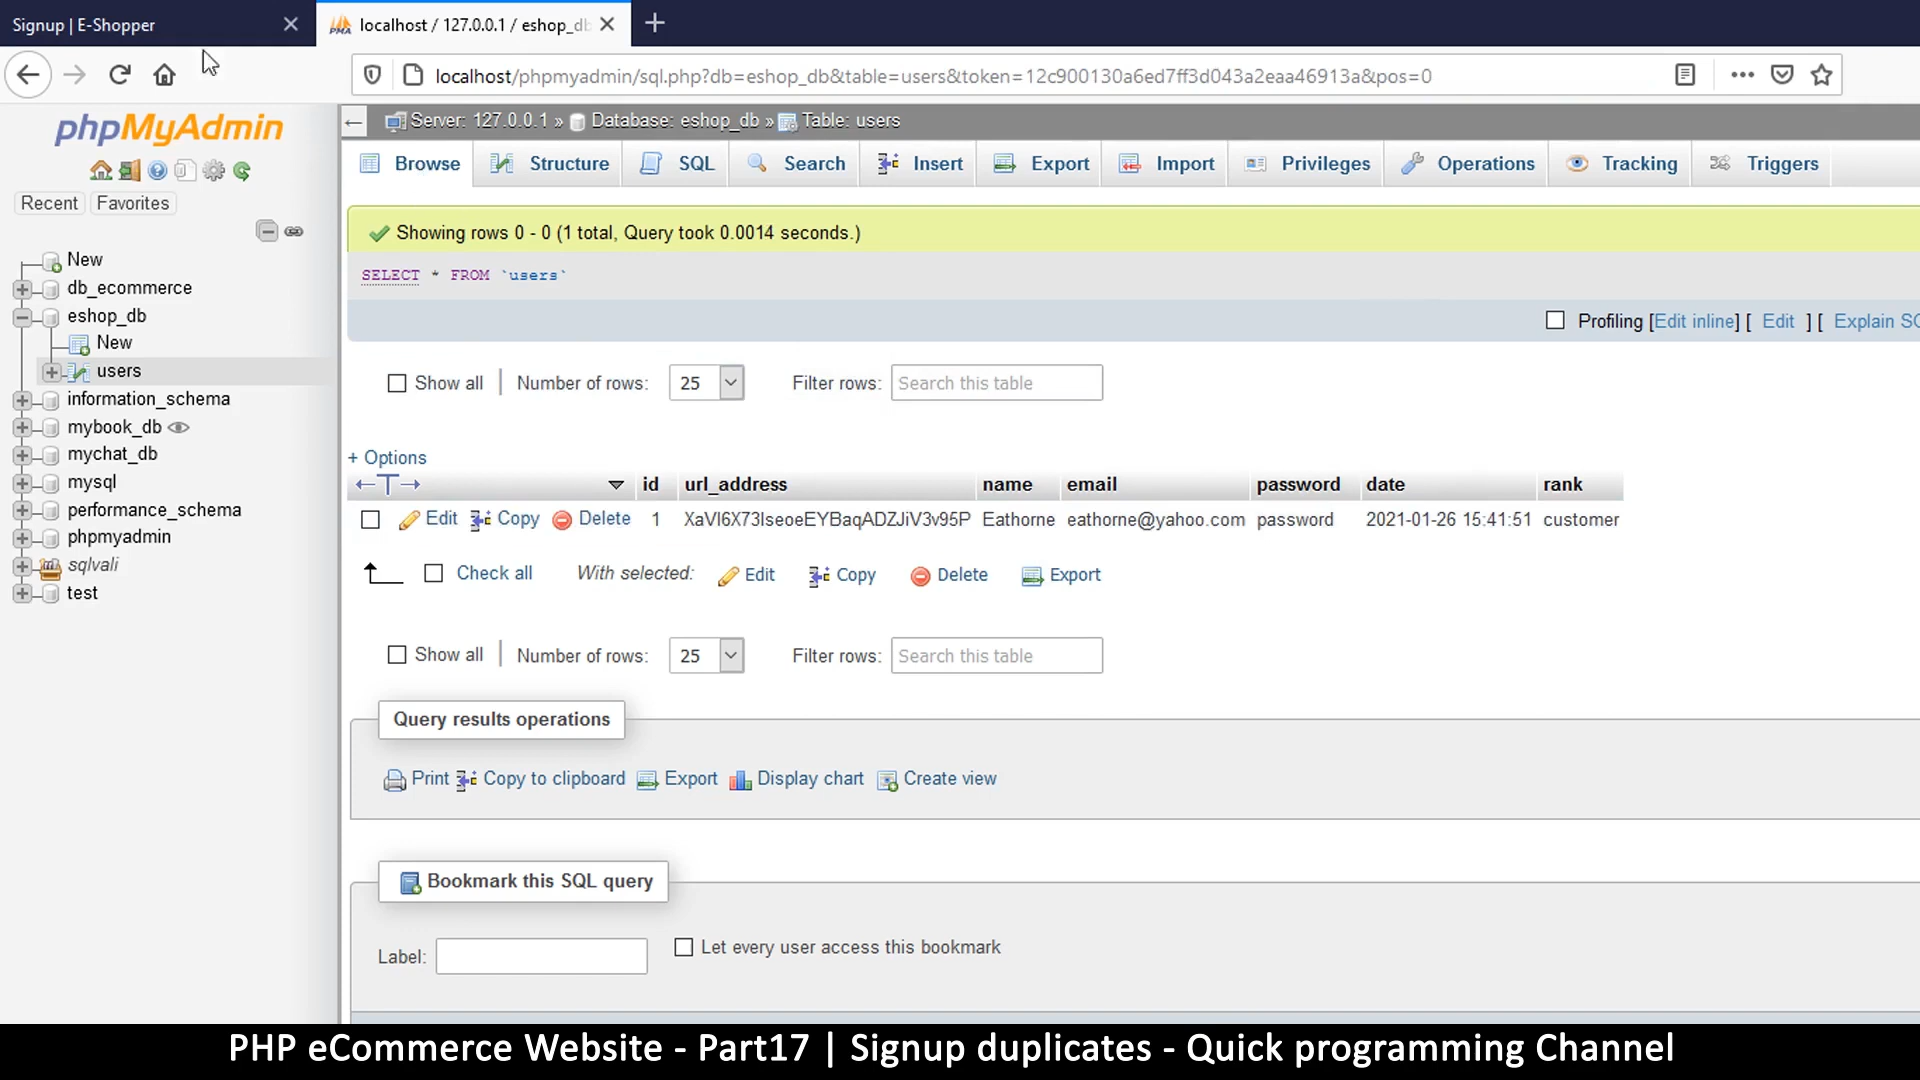 Signup | E-Shopper
localhost / 127.0.0.1 / eshop_db
localhost/phpmyadmin/sql.php?db=eshop_db&table=users&token=12c900130a6ed7ff3d043a2eaa46913a&pos=0
phpMyAdmin
Recent Favorites
New
db_ecommerce
eshop_db
New
users
information_schema
mybook_db
mychat_db
mysql
performance_schema
phpmyadmin
sqlvali
test
Server: 127.0.0.1 » Database: eshop_db » Table: users
Browse Structure SQL Search Insert Export Import Privileges Operations Tracking Triggers
Showing rows 0 - 0 (1 total, Query took 0.0014 seconds.)
SELECT * FROM `users`
Profiling [Edit inline] [ Edit ] [ Explain SQ
Show all | Number of rows: 25 Filter rows: Search this table
+ Options
id url_address name email password date rank
Edit Copy Delete 1 XaVI6X73IseoeEYBaqADZJiV3v95P Eathorne eathorne@yahoo.com password 2021-01-26 15:41:51 customer
Check all With selected: Edit Copy Delete Export
Show all | Number of rows: 25 Filter rows: Search this table
Query results operations
Print Copy to clipboard Export Display chart Create view
Bookmark this SQL query
Label: Let every user access this bookmark
PHP eCommerce Website - Part17 | Signup duplicates - Quick programming Channel